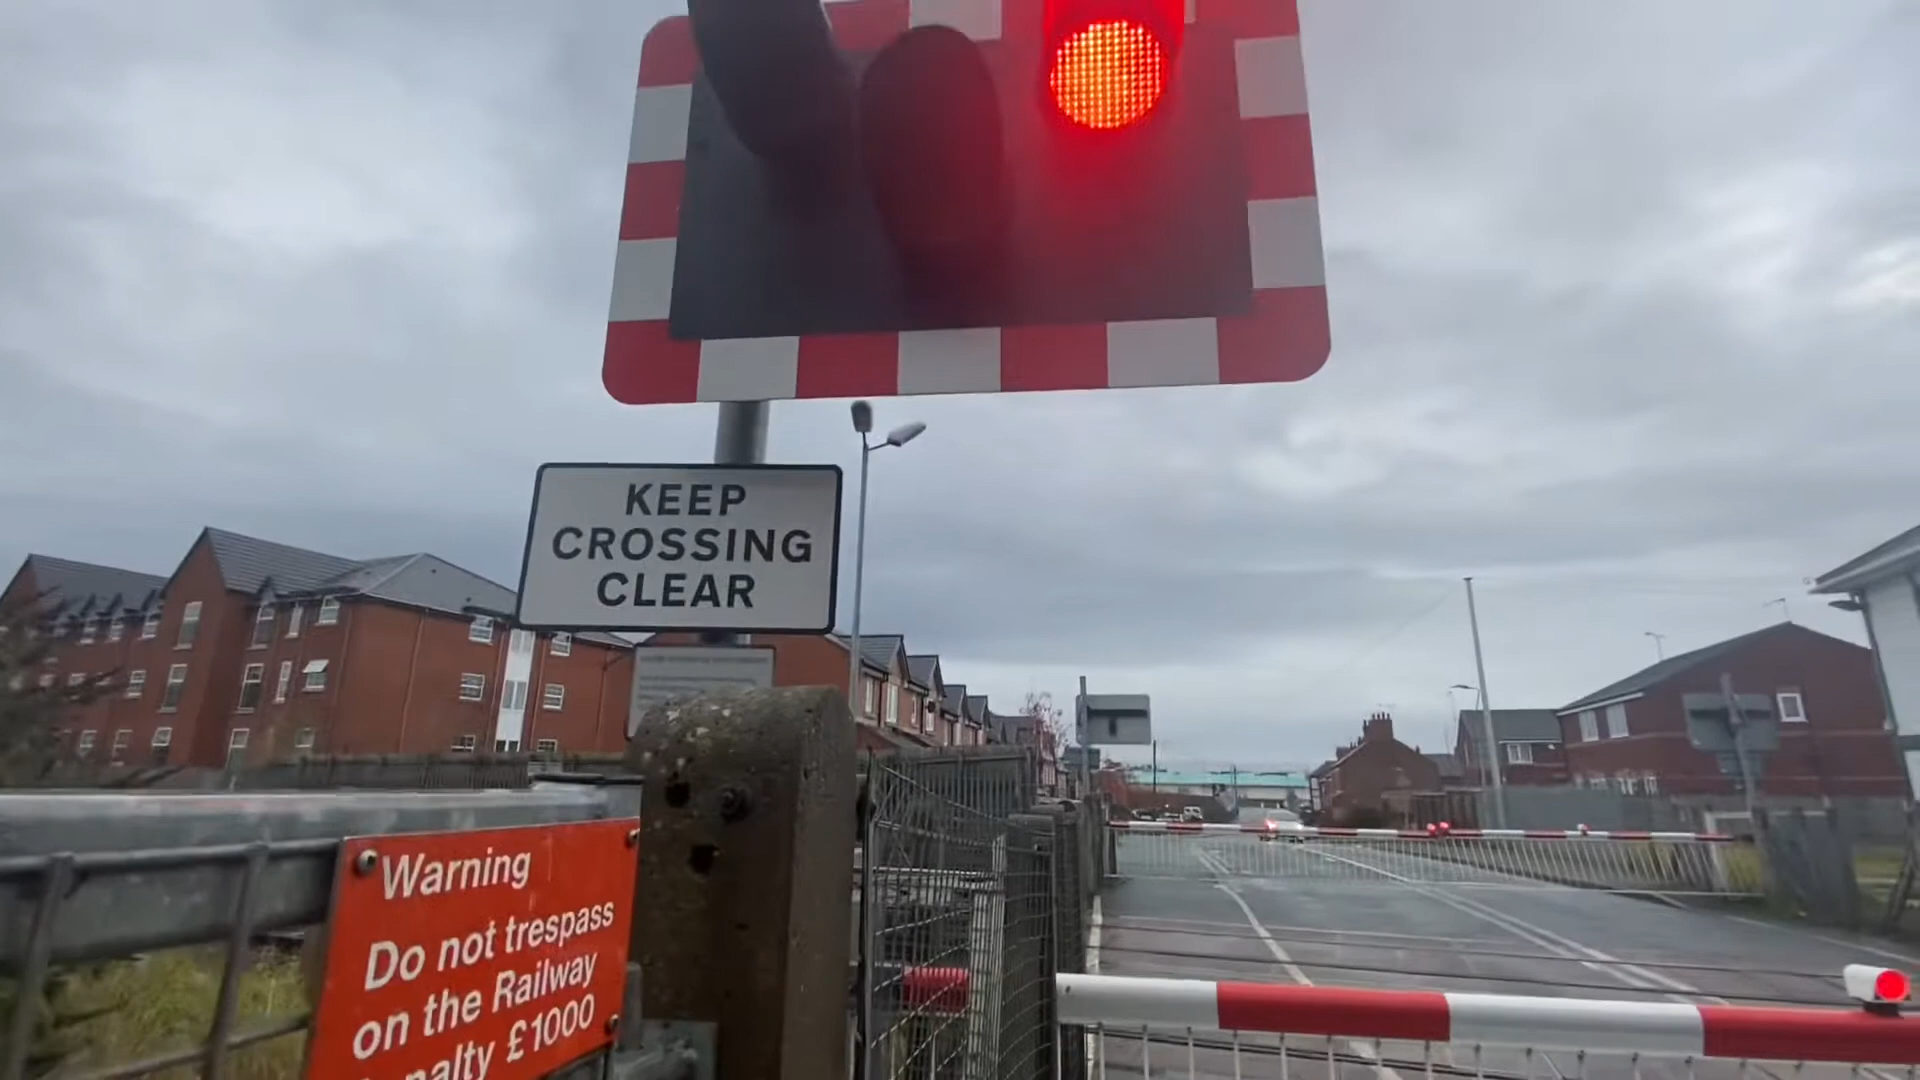 KEEP
CROSSING
CLEAR
Warning
Do not trespass
on the Railway
£1000